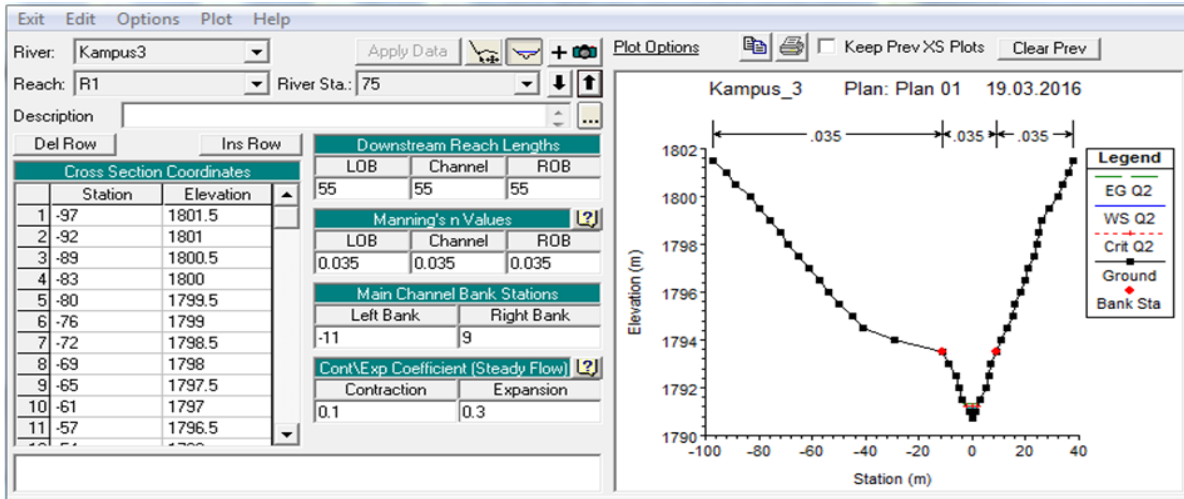 Exit Edit Options Plot Help
River: Kampus3 Apply Data
Reach: R1 River Sta.: 75
Description ...
Del Row Ins Row
Cross Section Coordinates
Station Elevation
1 -97 1801.5
2 -92 1801
3 -89 1800.5
4 -83 1800
5 -80 1799.5
6 -76 1799
7 -72 1798.5
8 -69 1798
9 -65 1797.5
10 -61 1797
11 -57 1796.5
Downstream Reach Lengths
LOB Channel ROB
55 55 55
Manning's n Values
LOB Channel ROB
0.035 0.035 0.035
Main Channel Bank Stations
Left Bank Right Bank
-11 9
Cont\Exp Coefficient (Steady Flow)
Contraction Expansion
0.1 0.3
Plot Options Keep Prev XS Plots Clear Prev
Kampus_3 Plan: Plan 01 19.03.2016
.035 .035 .035
1802
1800
1798
1796
1794
1792
1790
Elevation (m)
-100 -80 -60 -40 -20 0 20 40
Station (m)
Legend
EG Q2
WS Q2
Crit Q2
Ground
Bank Sta